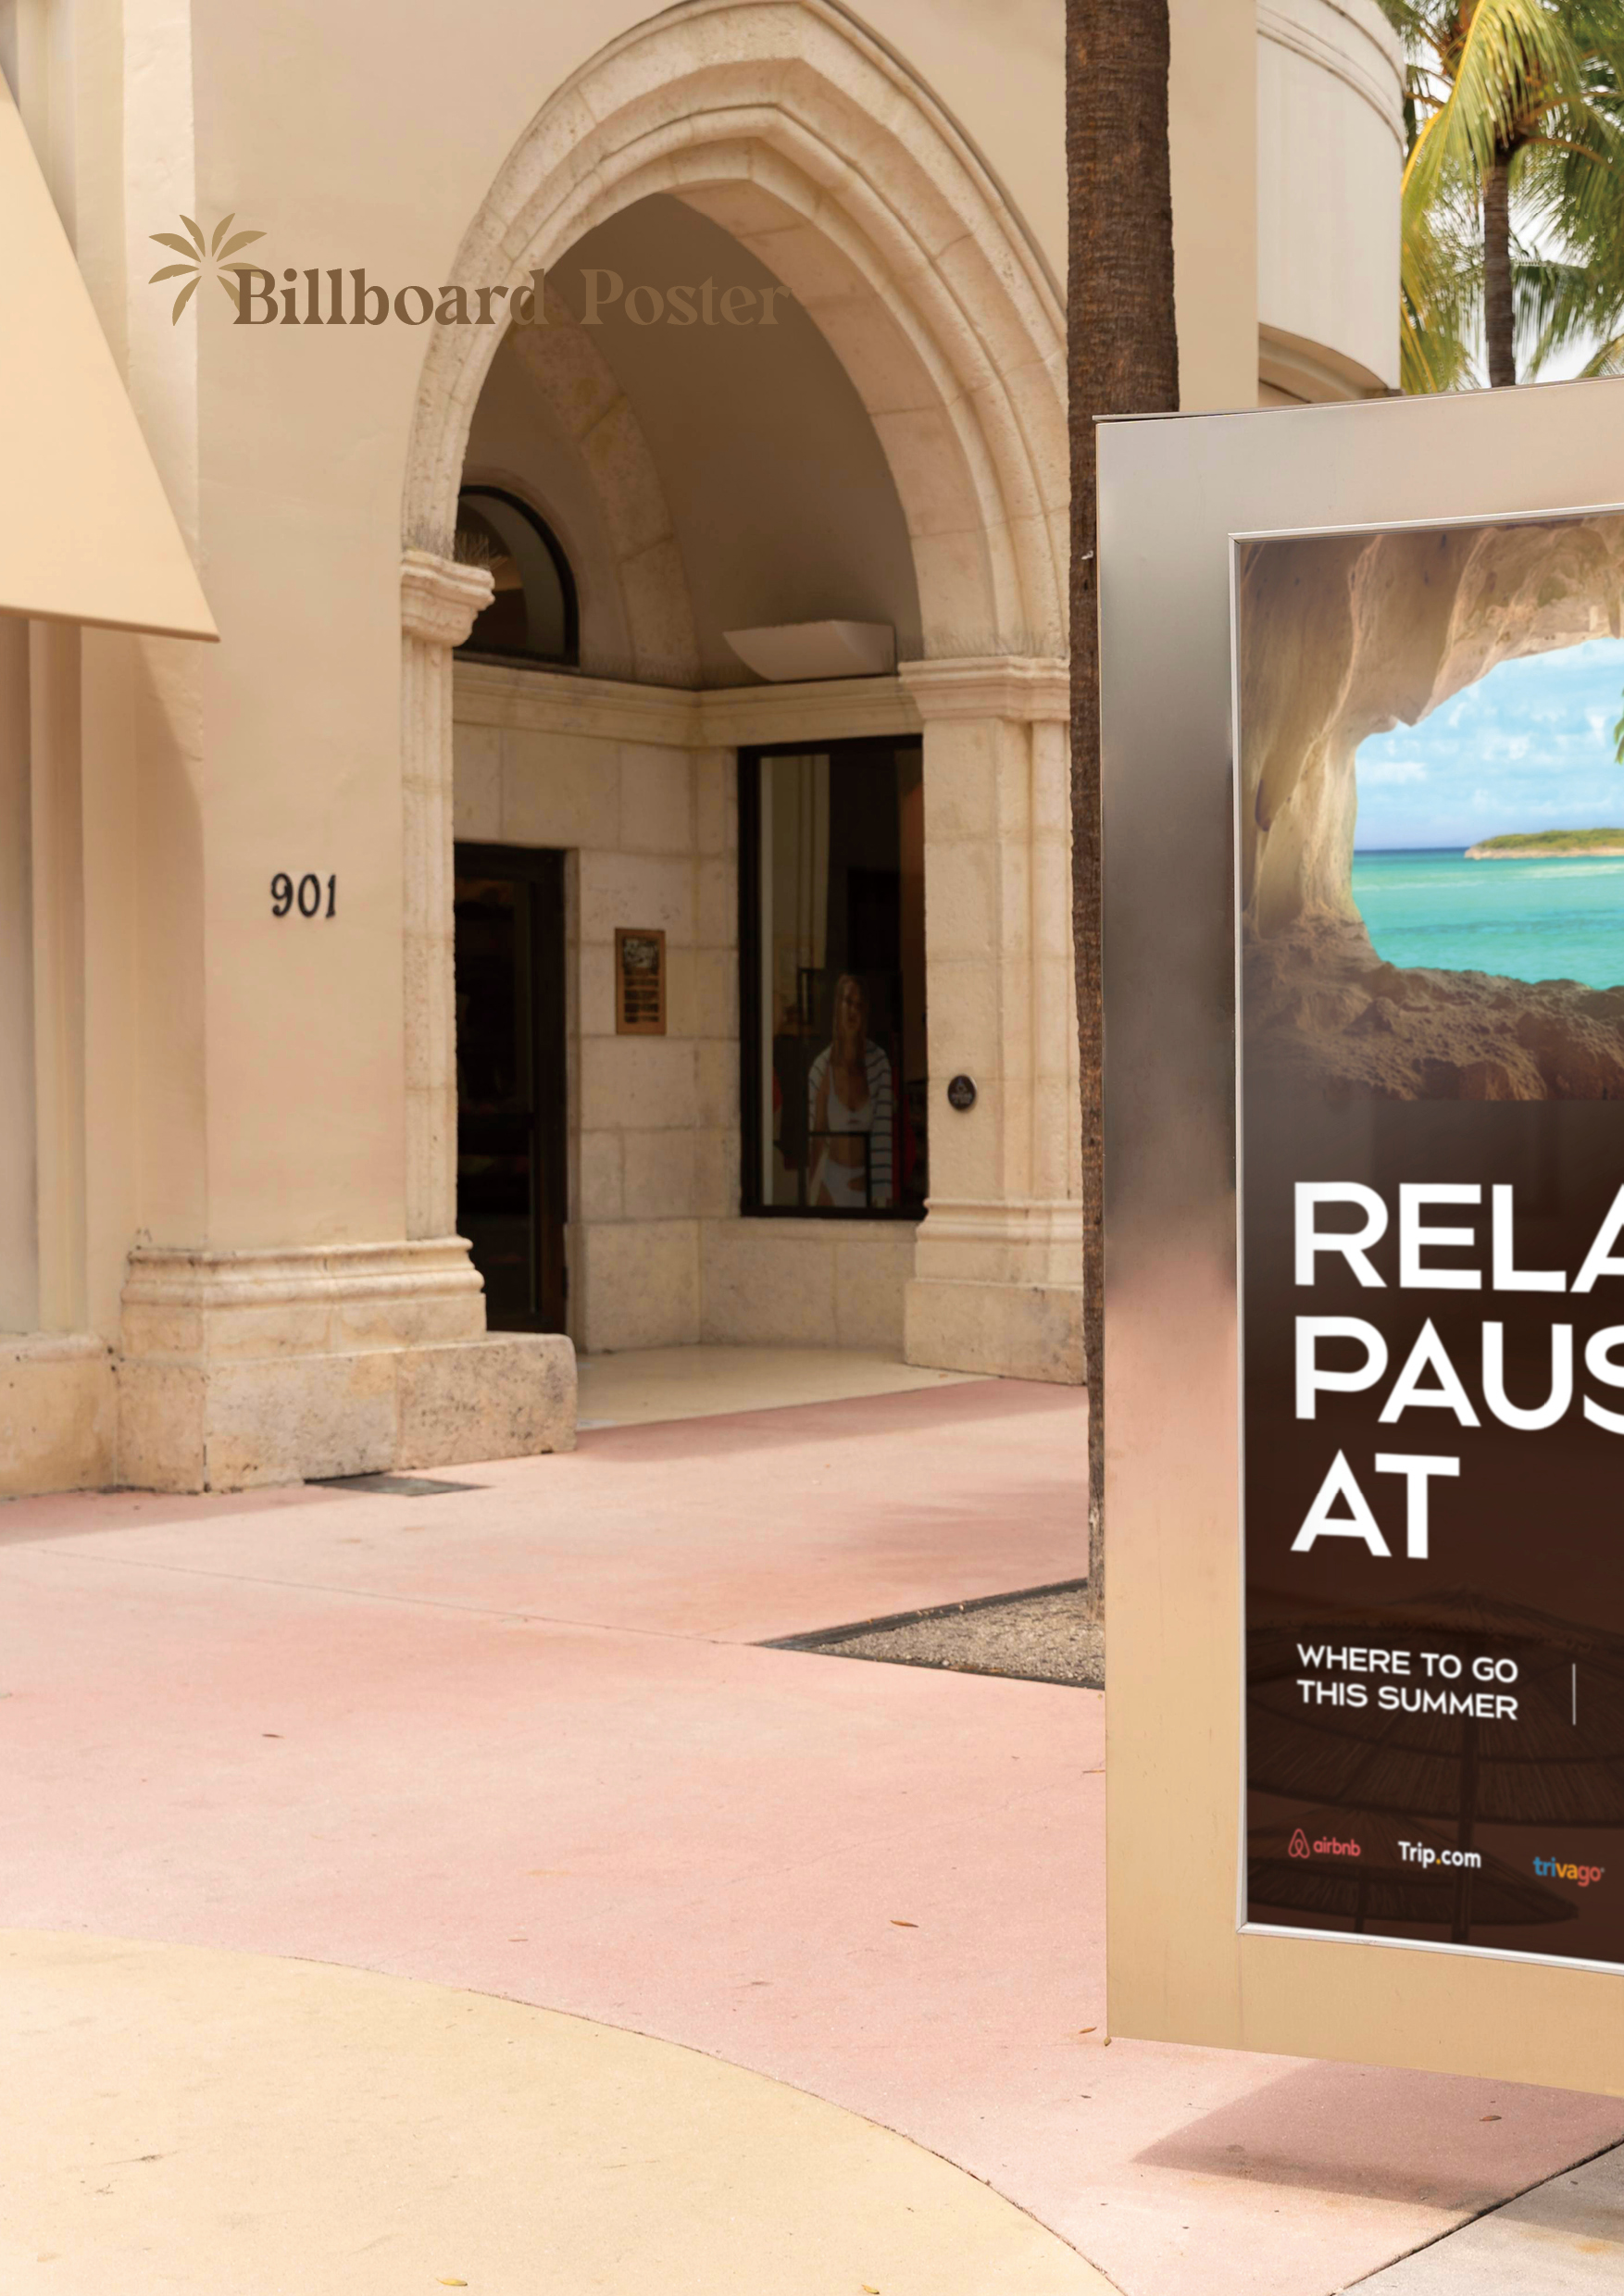 Billboard Poster
901
RELA
PAUS
AT
WHERE TO GO
THIS SUMMER
airbnb
Trip.com
trivago